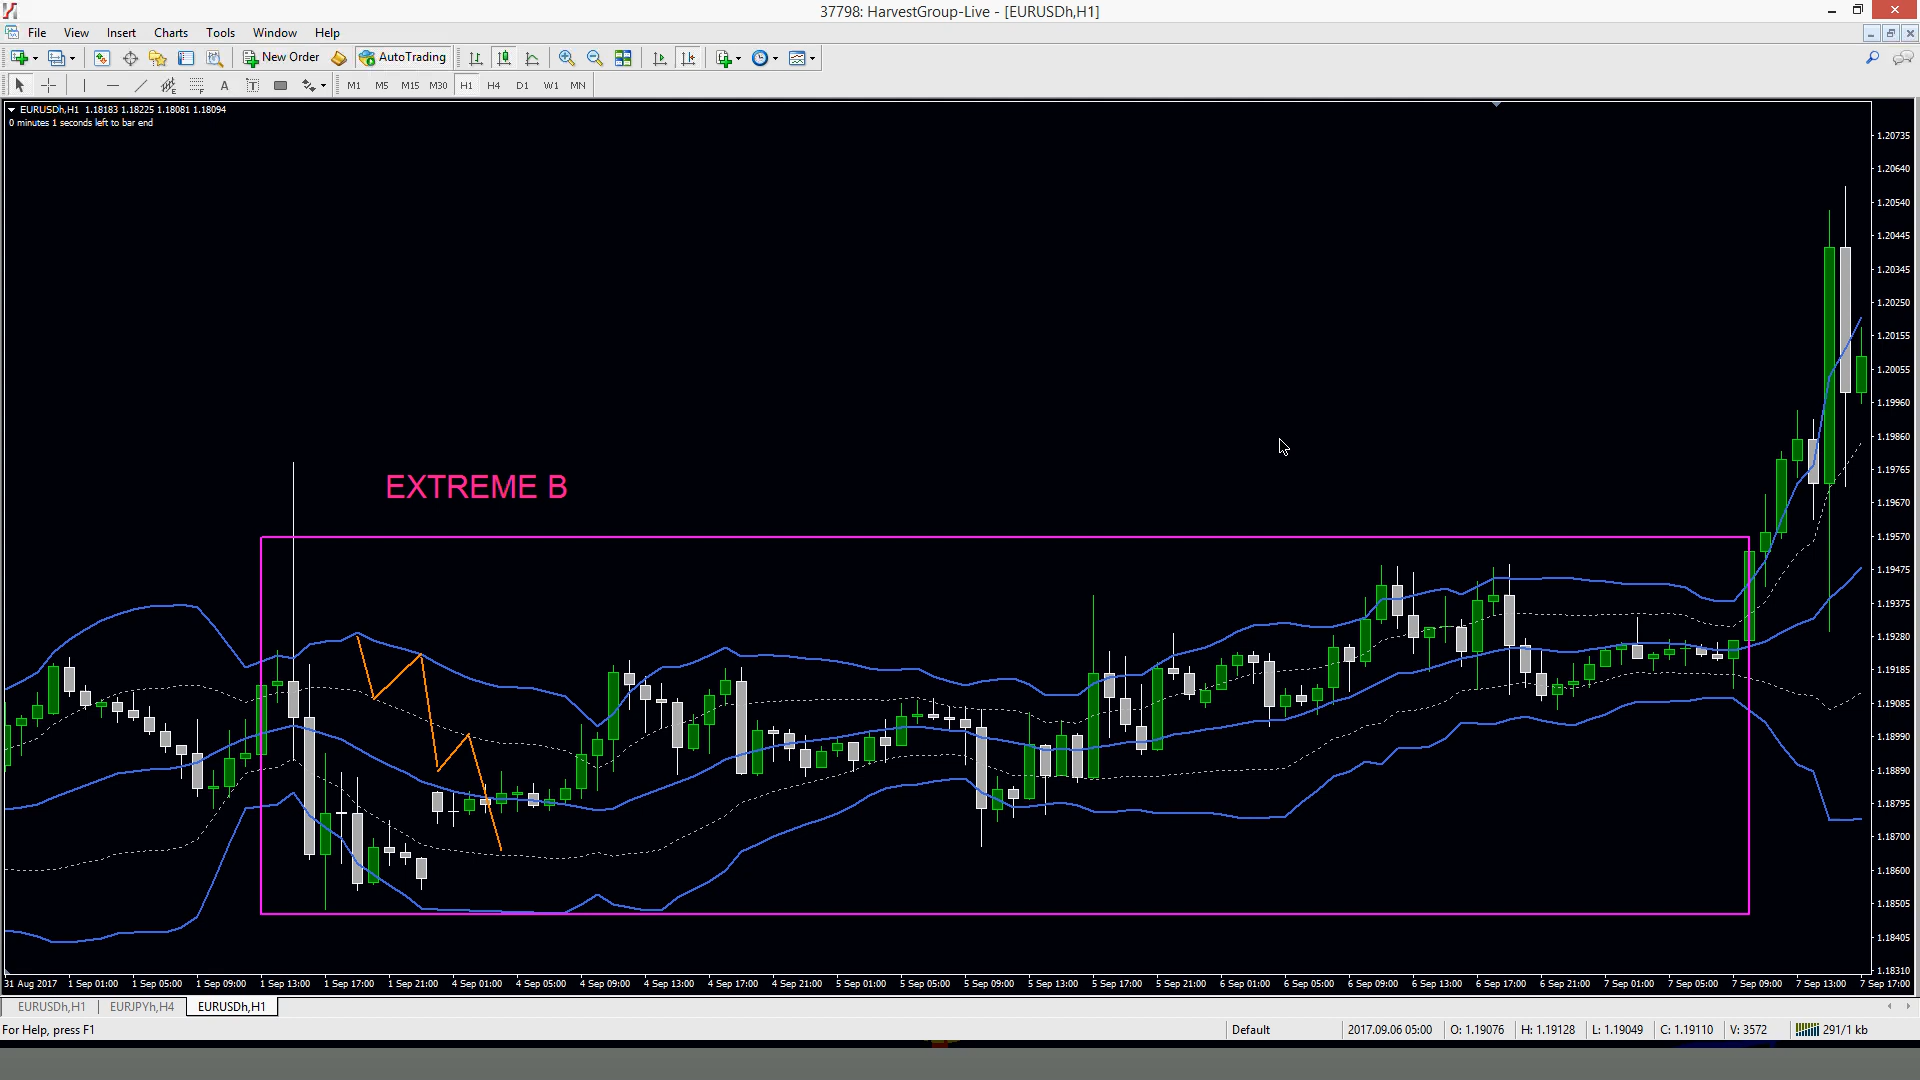 37798: HarvestGroup-Live - [EURUSDh,H1]
File View Insert Charts Tools Window Help
New Order AutoTrading
A T M1 M5 M15 M30 H1 H4 D1 W1 MN
EURUSDh,H1 1.18183 1.18225 1.18081 1.18094
0 minutes 1 seconds left to bar end
1.20735
1.20640
1.20540
1.20445
1.20345
1.20250
1.20155
1.20055
1.19960
1.19860
1.19765
1.19670
1.19570
1.19475
1.19375
1.19280
1.19185
1.19085
1.18990
1.18890
1.18795
1.18700
1.18600
1.18505
1.18405
1.18310
EXTREME B
31 Aug 2017 1 Sep 01:00 1 Sep 05:00 1 Sep 09:00 1 Sep 13:00 1 Sep 17:00 1 Sep 21:00 4 Sep 01:00 4 Sep 05:00 4 Sep 09:00 4 Sep 13:00 4 Sep 17:00 4 Sep 21:00 5 Sep 01:00 5 Sep 05:00 5 Sep 09:00 5 Sep 13:00 5 Sep 17:00 5 Sep 21:00 6 Sep 01:00 6 Sep 05:00 6 Sep 09:00 6 Sep 13:00 6 Sep 17:00 6 Sep 21:00 7 Sep 01:00 7 Sep 05:00 7 Sep 09:00 7 Sep 13:00 7 Sep 17:00
EURUSDh,H1 EURJPYh,H4 EURUSDh,H1
For Help, press F1 Default 2017.09.06 05:00 O: 1.19076 H: 1.19128 L: 1.19049 C: 1.19110 V: 3572 291/1 kb